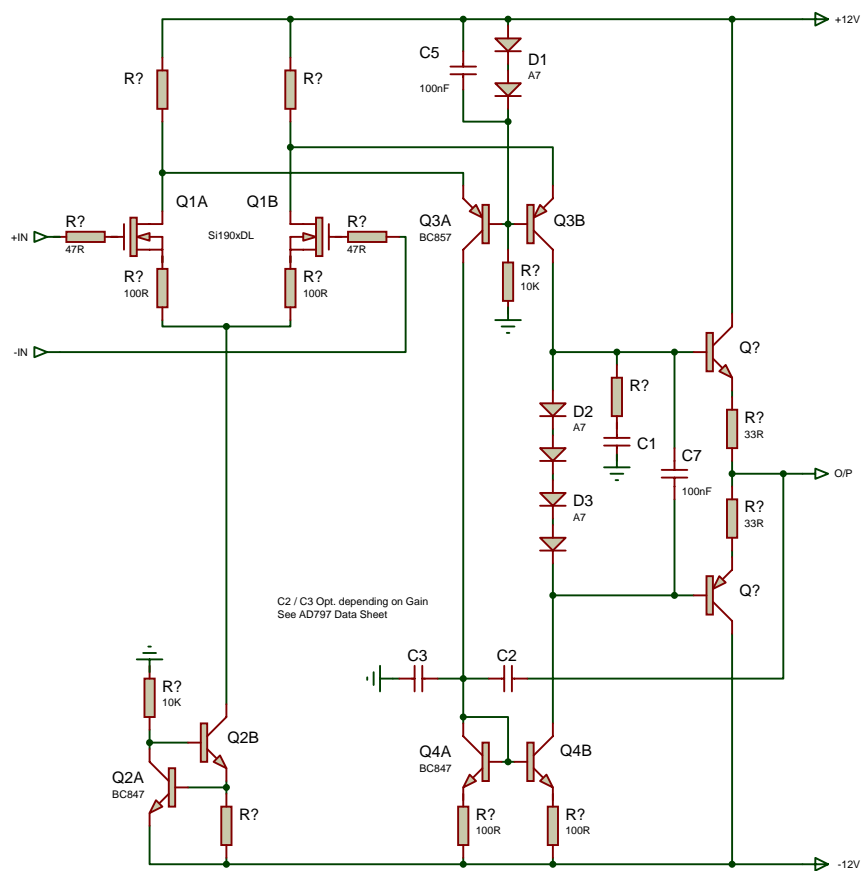 +12V
C5
100nF
D1
A7
R?
R?
Q1A
Q1B
Si190xDL
+IN
R?
47R
R?
47R
Q3A
BC857
Q3B
R?
100R
R?
100R
R?
10K
-IN
Q?
R?
C1
D2
A7
R?
33R
C7
100nF
O/P
D3
A7
R?
33R
Q?
C2 / C3 Opt. depending on Gain
See AD797 Data Sheet
C3
C2
R?
10K
Q2B
Q4A
BC847
Q4B
Q2A
BC847
R?
R?
100R
R?
100R
-12V